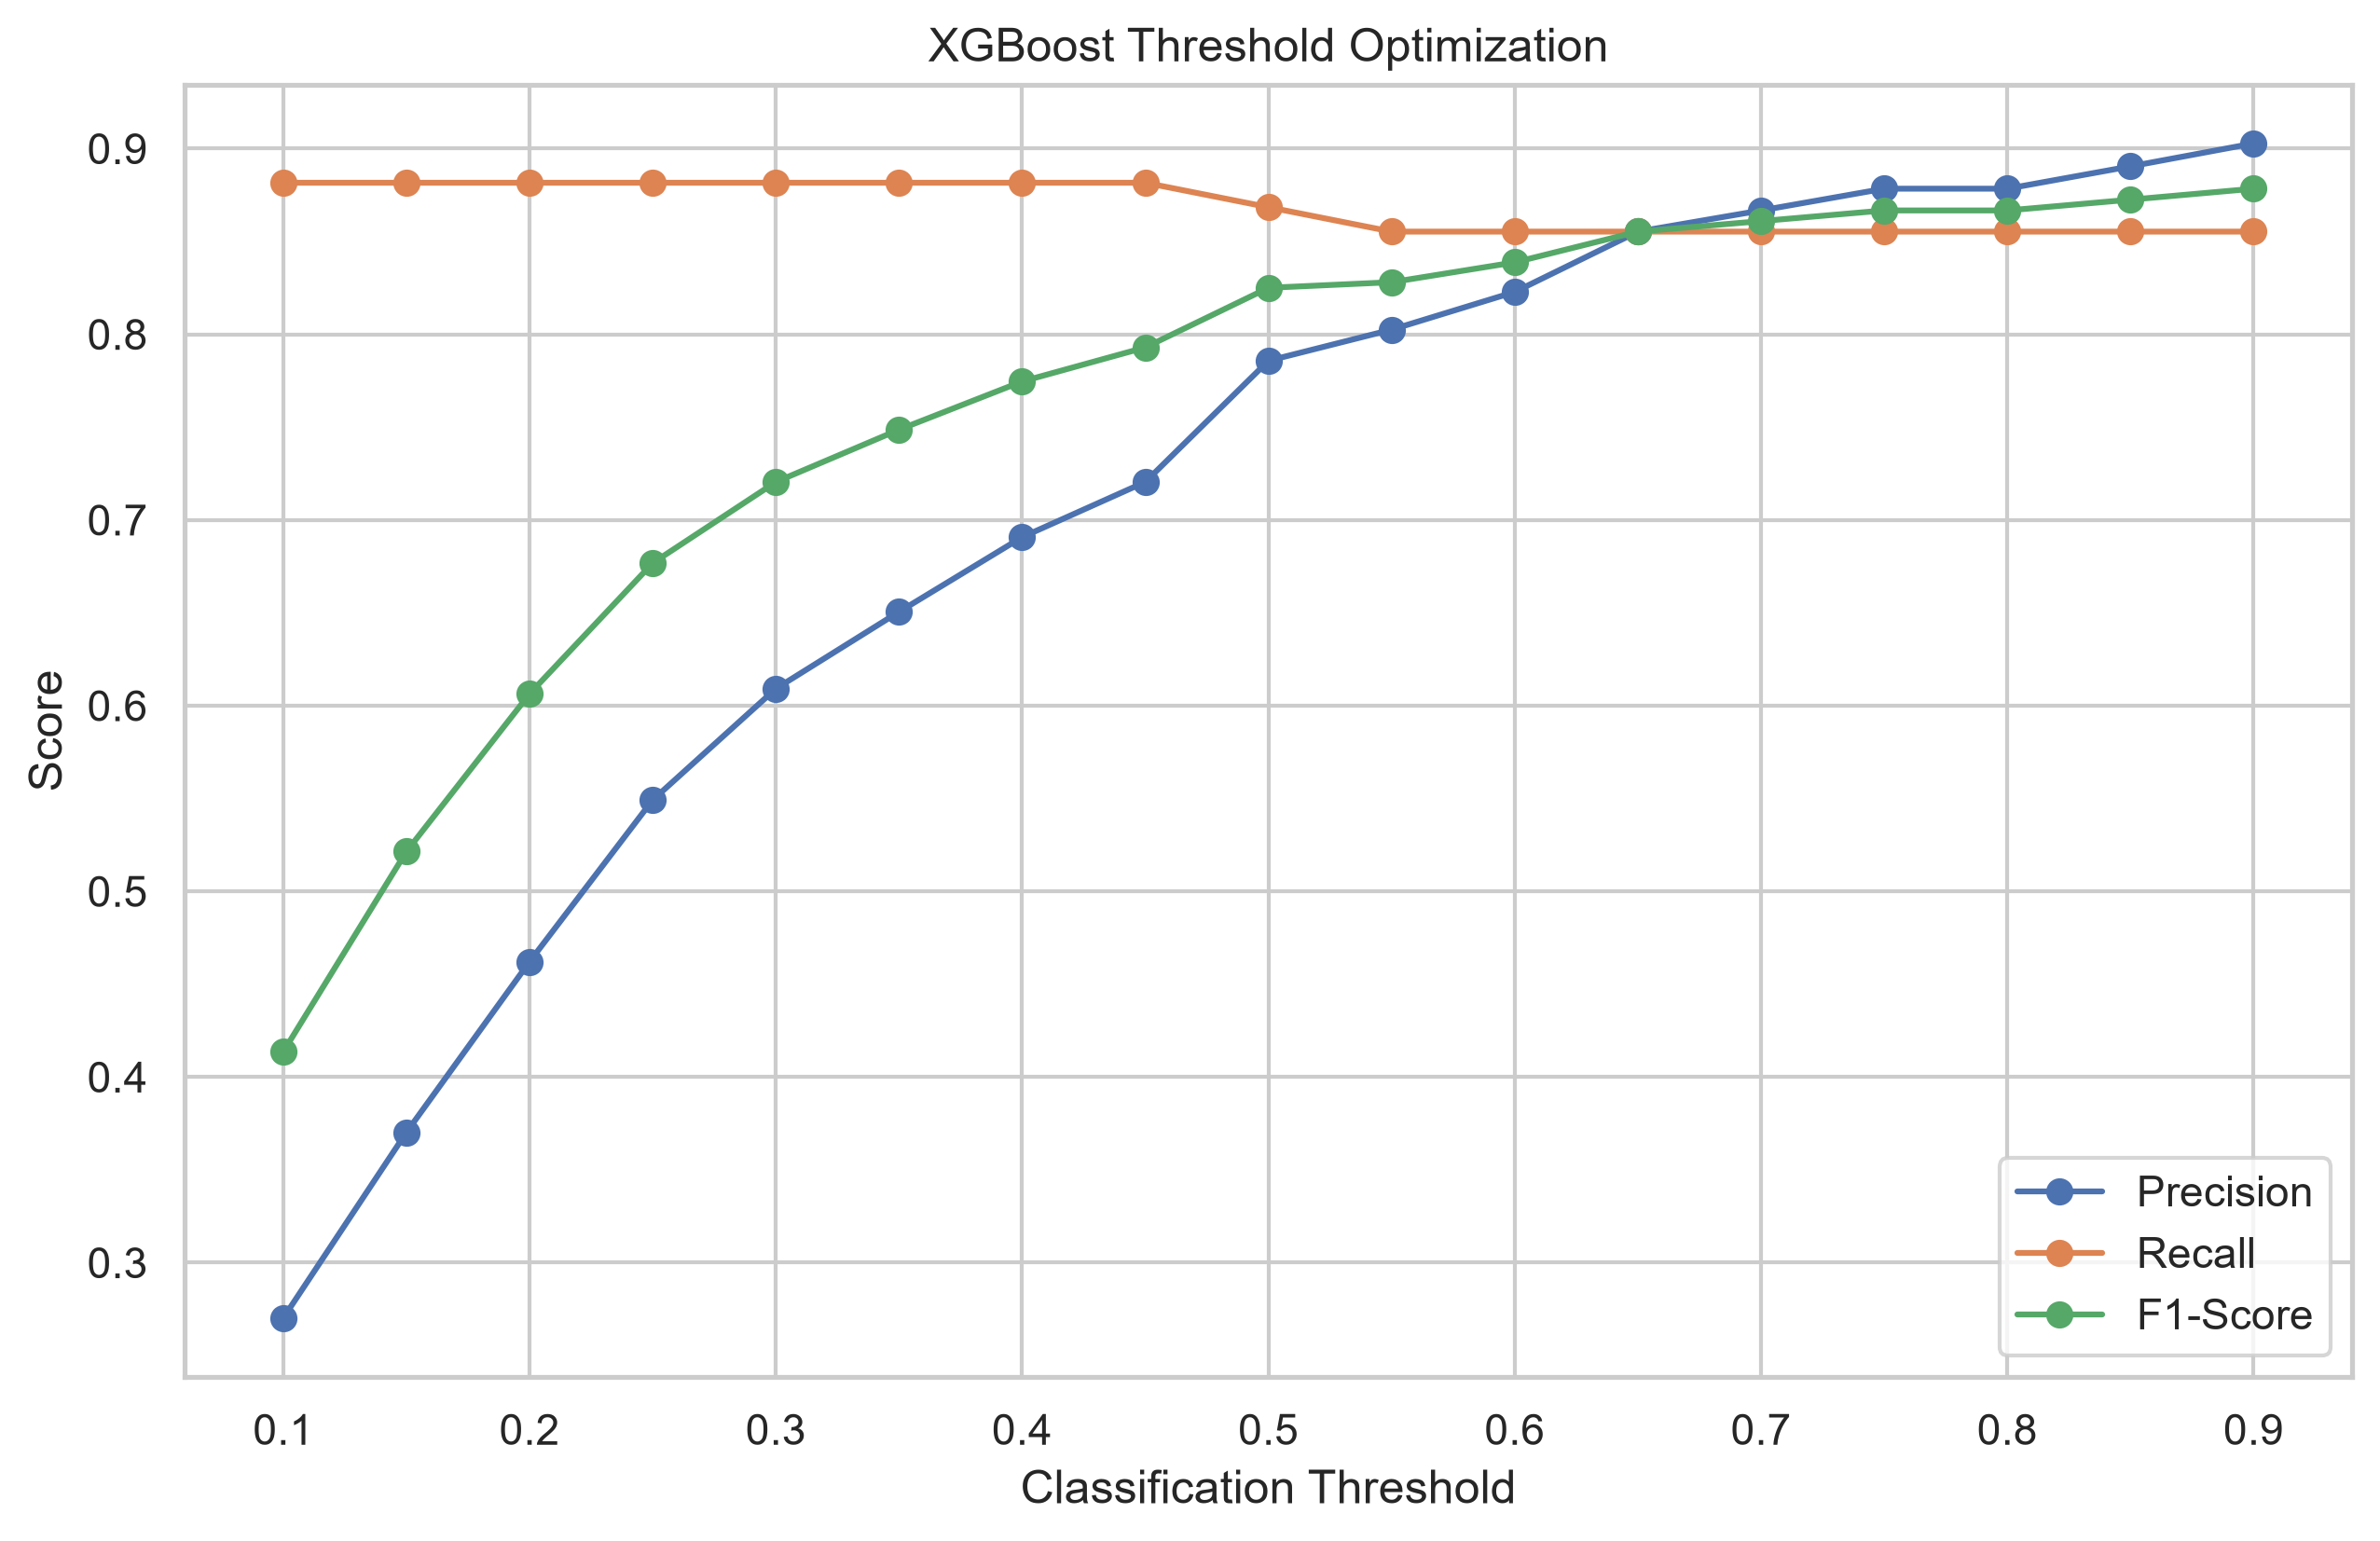 XGBoost Threshold Optimization
0.9
0.8
0.7
0.6
0.5
0.4
0.3
Score
Precision
Recall
F1-Score
0.1 0.2 0.3 0.4 0.5 0.6 0.7 0.8 0.9
Classification Threshold